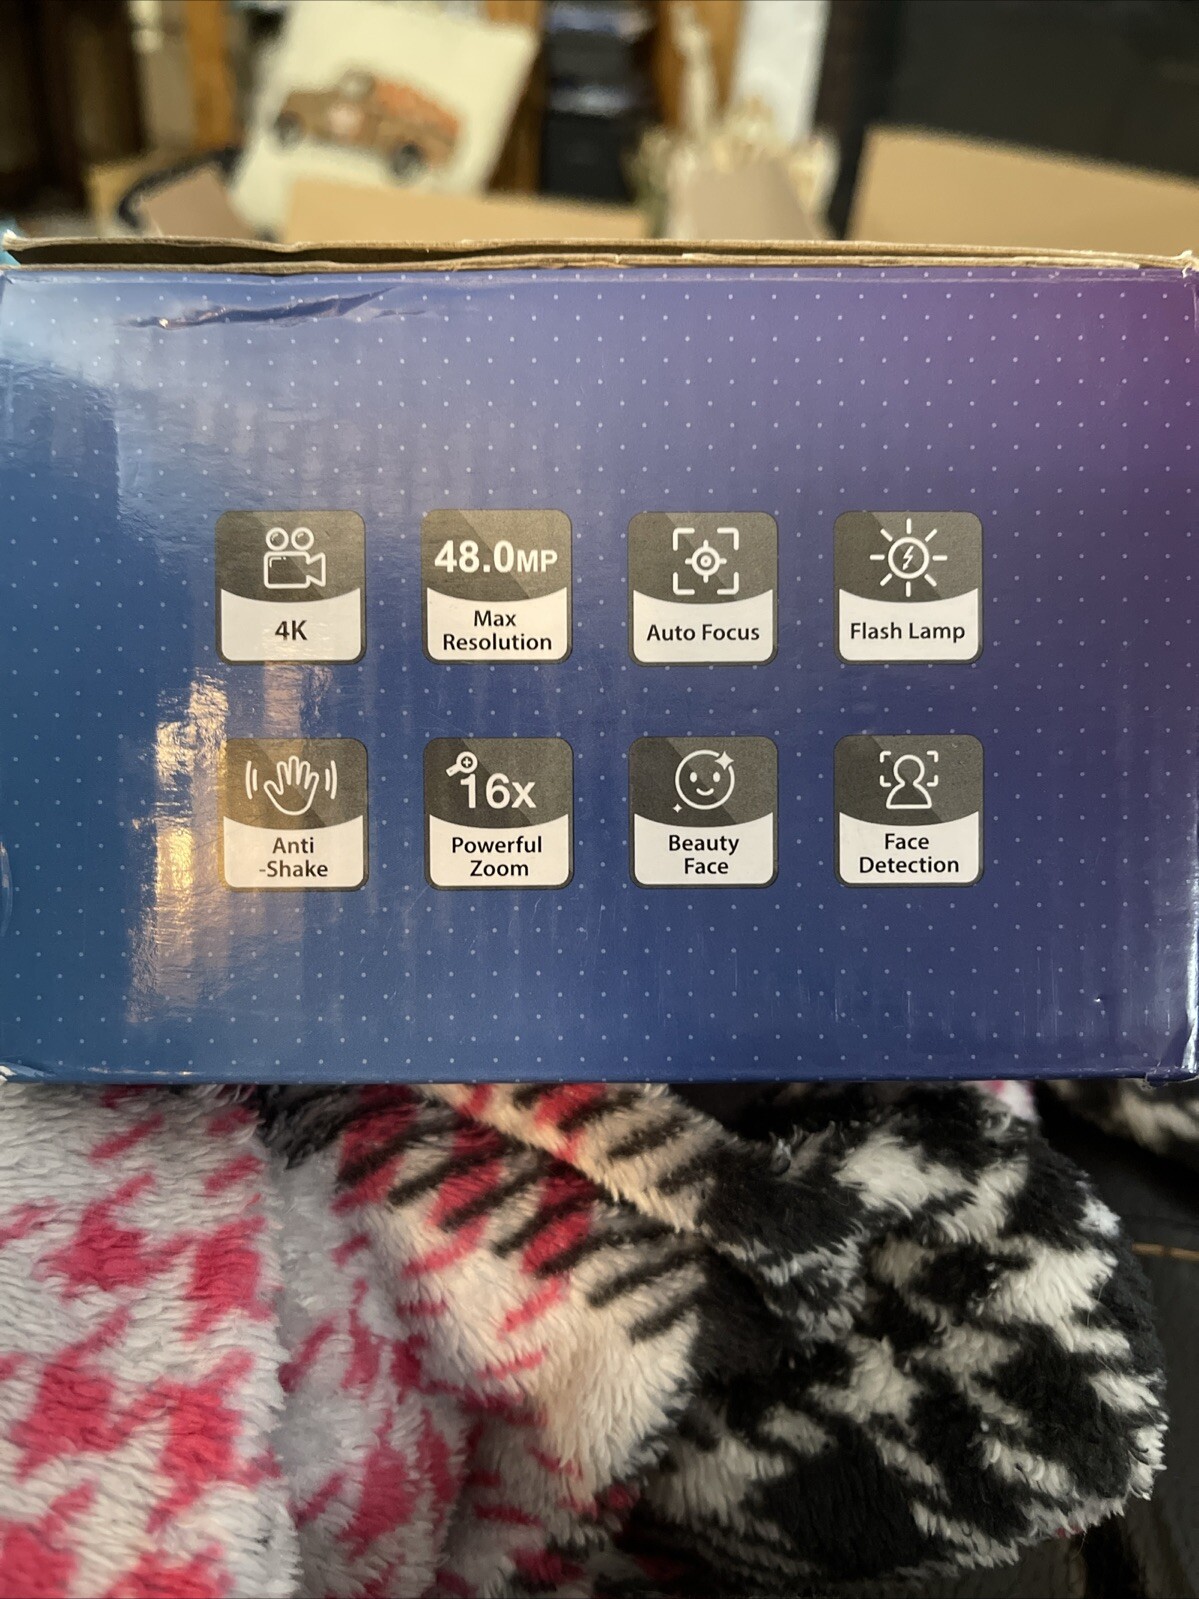 4K
48.0MP
Max
Resolution
Auto Focus
Flash Lamp
Anti
-Shake
16x
Powerful
Zoom
Beauty
Face
Face
Detection